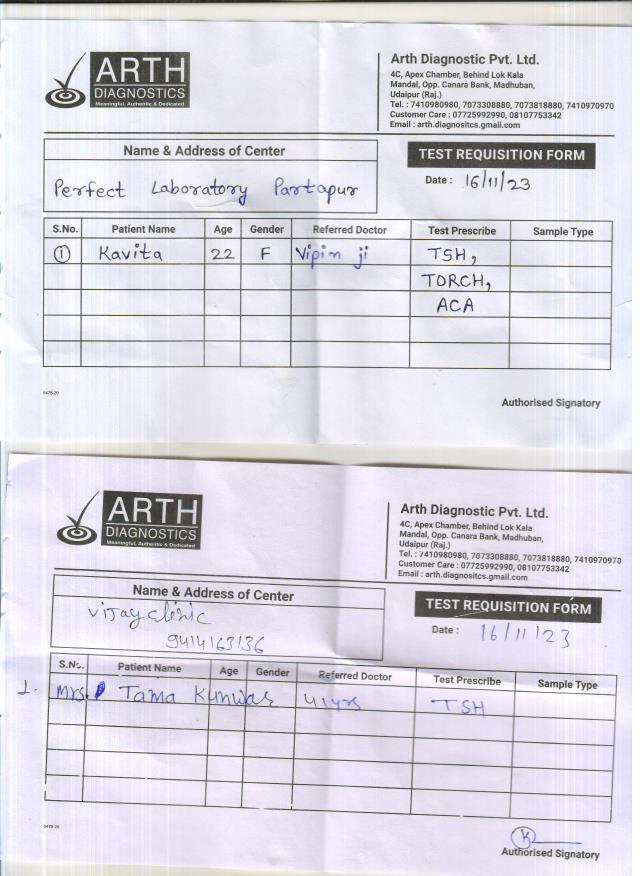 ARTH
DIAGNOSTICS
Meaningful, Authentic & Dedicated
Arth Diagnostic Pvt. Ltd.
4C, Apex Chamber, Behind Lok Kala
Mandal, Opp. Canara Bank, Madhuban,
Udaipur (Raj.)
Tel. : 7410980980, 7073308880, 7073818880, 7410970970
Customer Care : 07725992990, 08107753342
Email : arth.diagnositcs.gmail.com
Name & Address of Center
Perfect Laboratory Partapur
TEST REQUISITION FORM
Date : 16/11/23
S.No. Patient Name Age Gender Referred Doctor Test Prescribe Sample Type
1 Kavita 22 F Vipin ji TSH,
TORCH,
ACA
5478-20
Authorised Signatory
ARTH
DIAGNOSTICS
Meaningful, Authentic & Dedicated
Arth Diagnostic Pvt. Ltd.
4C, Apex Chamber, Behind Lok Kala
Mandal, Opp. Canara Bank, Madhuban,
Udaipur (Raj.)
Tel. : 7410980980, 7073308880, 7073818880, 7410970970
Customer Care : 07725992990, 08107753342
Email : arth.diagnositcs.gmail.com
Name & Address of Center
Vijay clinic
9414163136
TEST REQUISITION FORM
Date : 16/11/23
S.No. Patient Name Age Gender Referred Doctor Test Prescribe Sample Type
1. Mrs. Tama Kunwar 41yrs TSH
5478-20
K
Authorised Signatory